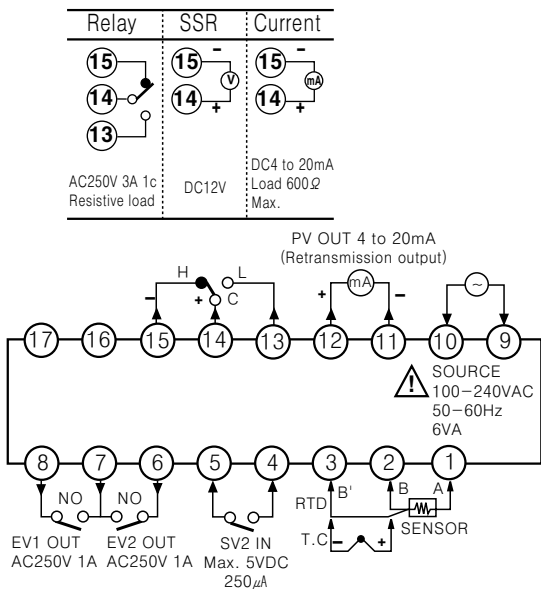 Relay SSR Current
15 15 - 15 -
V mA
14 14 + 14 +
13
AC250V 3A 1c
Resistive load
DC12V
DC4 to 20mA
Load 600Ω
Max.
PV OUT 4 to 20mA
(Retransmission output)
H L
- + C + mA - ~
17 16 15 14 13 12 11 10 9
SOURCE
100-240VAC
50-60Hz
6VA
8 7 6 5 4 3 2 1
NO NO
RTD B' B A
SENSOR
T.C - +
EV1 OUT
AC250V 1A
EV2 OUT
AC250V 1A
SV2 IN
Max. 5VDC
250㎂